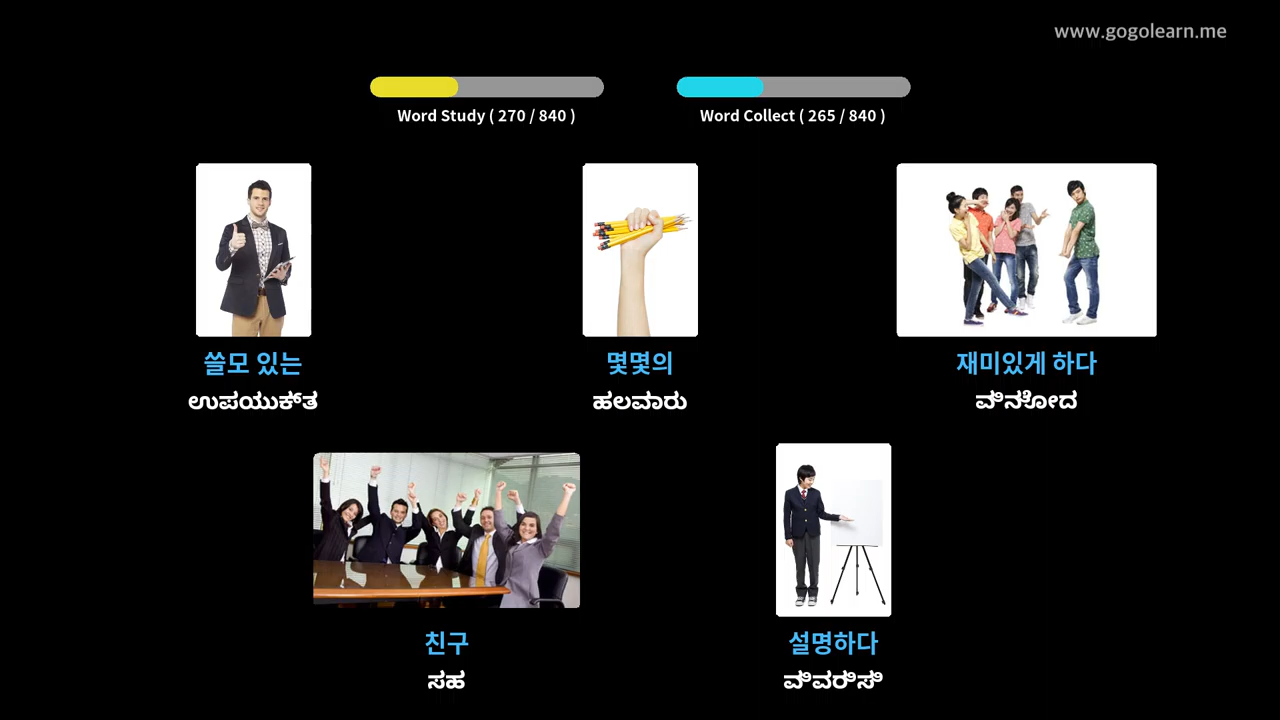 www.gogolearn.me
Word Study ( 270 / 840 )
Word Collect ( 265 / 840 )
쓸모 있는
ಉಪಯುಕ್ತ
몇몇의
ಹಲವಾರು
재미있게 하다
ವಿನೋದ
친구
ಸಹ
설명하다
ವಿವರಿಸಿ